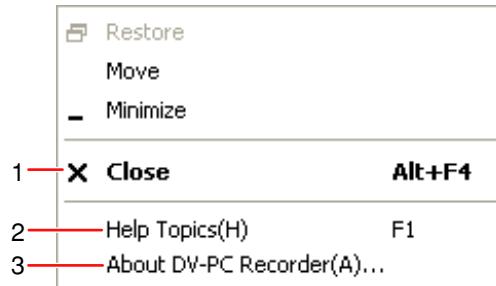 Restore
Move
Minimize
1 Close Alt+F4
2 Help Topics(H) F1
3 About DV-PC Recorder(A)...